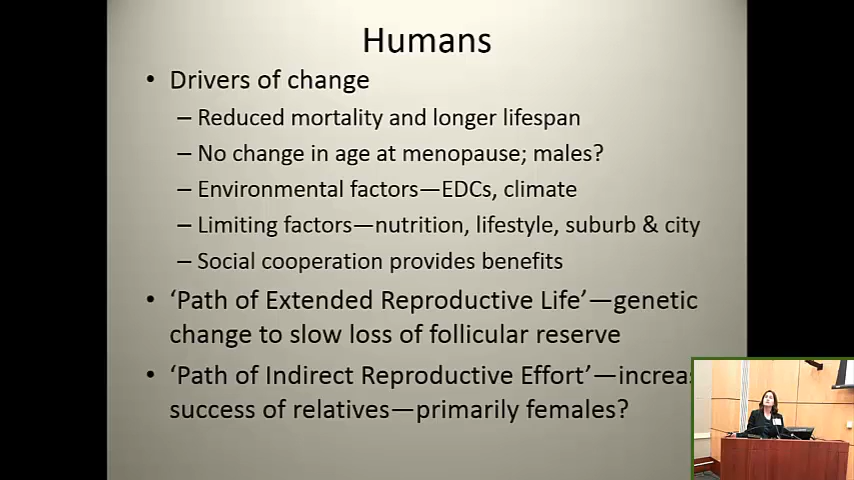 Humans
• Drivers of change
– Reduced mortality and longer lifespan
– No change in age at menopause; males?
– Environmental factors—EDCs, climate
– Limiting factors—nutrition, lifestyle, suburb & city
– Social cooperation provides benefits
• ‘Path of Extended Reproductive Life’—genetic
change to slow loss of follicular reserve
• ‘Path of Indirect Reproductive Effort’—increas
success of relatives—primarily females?